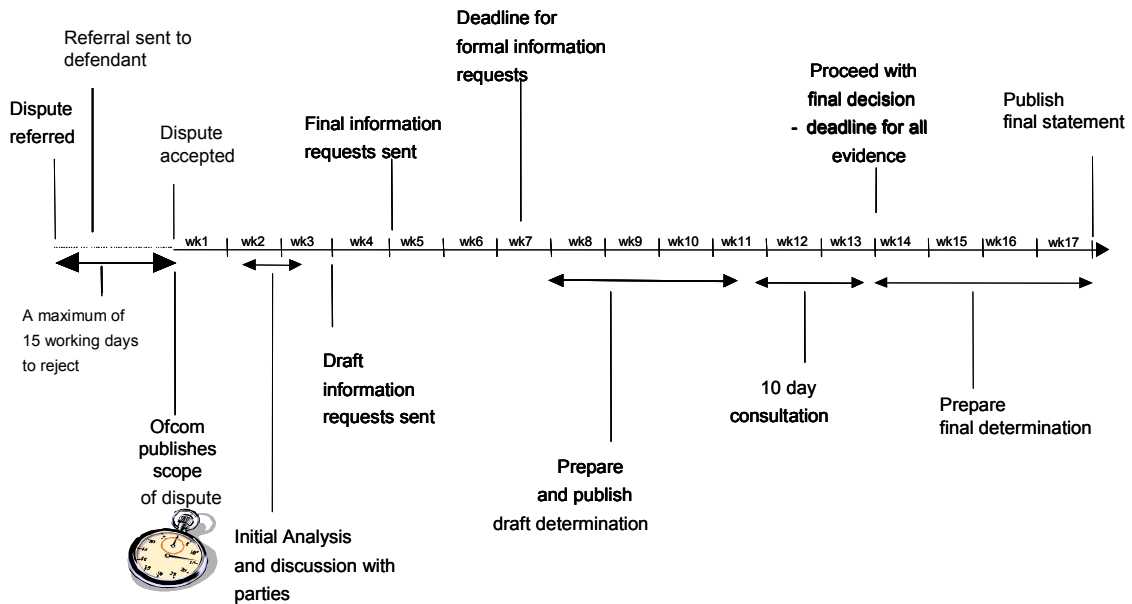 Deadline for
formal information
requests
Referral sent to
defendant
Proceed with
final decision
- deadline for all
evidence
Publish
final statement
Dispute
referred
Final information
requests sent
Dispute
accepted
wk1 wk2 wk3 wk4 wk5 wk6 wk7 wk8 wk9 wk10 wk11 wk12 wk13 wk14 wk15 wk16 wk17
A maximum of
15 working days
to reject
Draft
information
requests sent
10 day
consultation
Prepare
final determination
Ofcom
publishes
scope
of dispute
Prepare
and publish
draft determination
Initial Analysis
and discussion with
parties